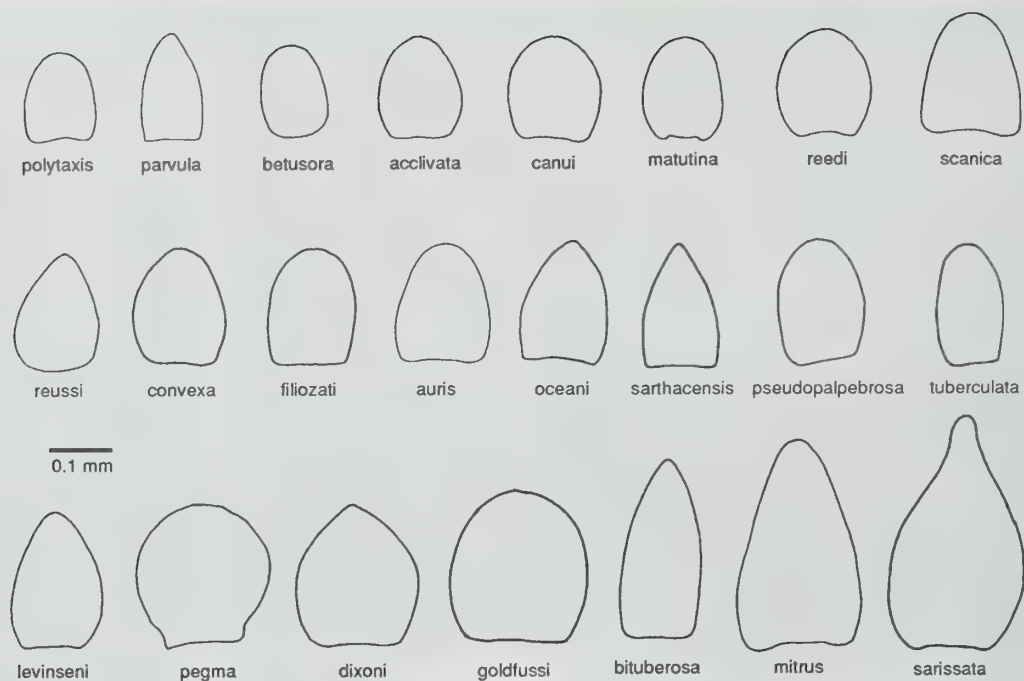 polytaxis parvula betusora acclivata canui matutina reedi scanica
reussi convexa filiozati auris oceani sarthacensis pseudopalpebrosa tuberculata
0.1 mm
levinseni pegma dixoni goldfussi bituberosa mitrus sarissata